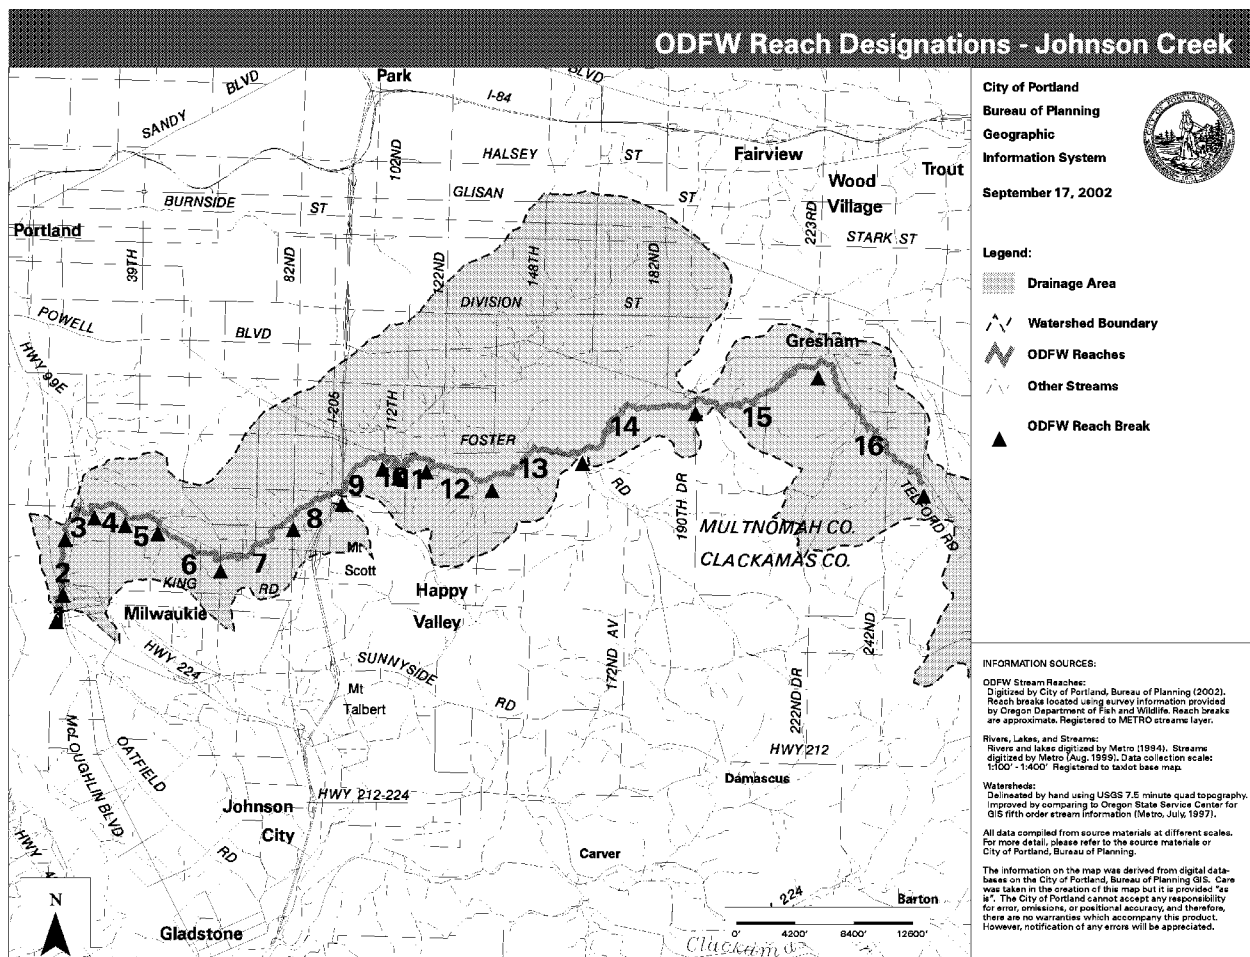 ODFW Reach Designations - Johnson Creek
City of Portland
Bureau of Planning
Geographic
Information System
September 17, 2002
Legend:
Drainage Area
Watershed Boundary
ODFW Reaches
Other Streams
ODFW Reach Break
Park
BLVD
BLVD
I-84
SANDY
102ND
HALSEY
ST
Fairview
Trout
Wood
Village
BURNSIDE
ST
GLISAN
ST
223RD
STARK ST
Portland
39TH
82ND
122ND
148TH
182ND
DIVISION
ST
POWELL
BLVD
HWY 99E
Gresham
I-205
112TH
FOSTER
RD
14
15
16
13
12
11
10
9
8
7
6
5
4
3
2
190TH DR
TELFORD RD
MULTNOMAH CO.
CLACKAMAS CO.
Mt
Scott
KING
RD
Happy
Valley
Milwaukie
HWY 224
SUNNYSIDE
RD
172ND AV
242ND
222ND DR
Mt
Talbert
McLOUGHLIN BLVD
OATFIELD
RD
HWY 212
Damascus
HWY 212-224
Johnson
City
Carver
HWY
224
Barton
N
Gladstone
0'
4200'
8400'
12600'
INFORMATION SOURCES:
ODFW Stream Reaches:
Digitized by City of Portland, Bureau of Planning (2002).
Reach breaks located using survey information provided
by Oregon Department of Fish and Wildlife. Reach breaks
are approximate. Registered to METRO streams layer.
Rivers, Lakes, and Streams:
Rivers and lakes digitized by Metro (1994). Streams
digitized by Metro (Aug. 1999). Data collection scale:
1:100' - 1:400' Registered to taxlot base map.
Watersheds:
Delineated by hand using USGS 7.5 minute quad topography.
Improved by comparing to Oregon State Service Center for
GIS fifth order stream information (Metro, July, 1997).
All data compiled from source materials at different scales.
For more detail, please refer to the source materials or
City of Portland, Bureau of Planning.
The information on the map was derived from digital data-
bases on the City of Portland, Bureau of Planning GIS. Care
was taken in the creation of this map but it is provided "as
is". The City of Portland cannot accept any responsibility
for error, omissions, or positional accuracy, and therefore,
there are no warranties which accompany this product.
However, notification of any errors will be appreciated.